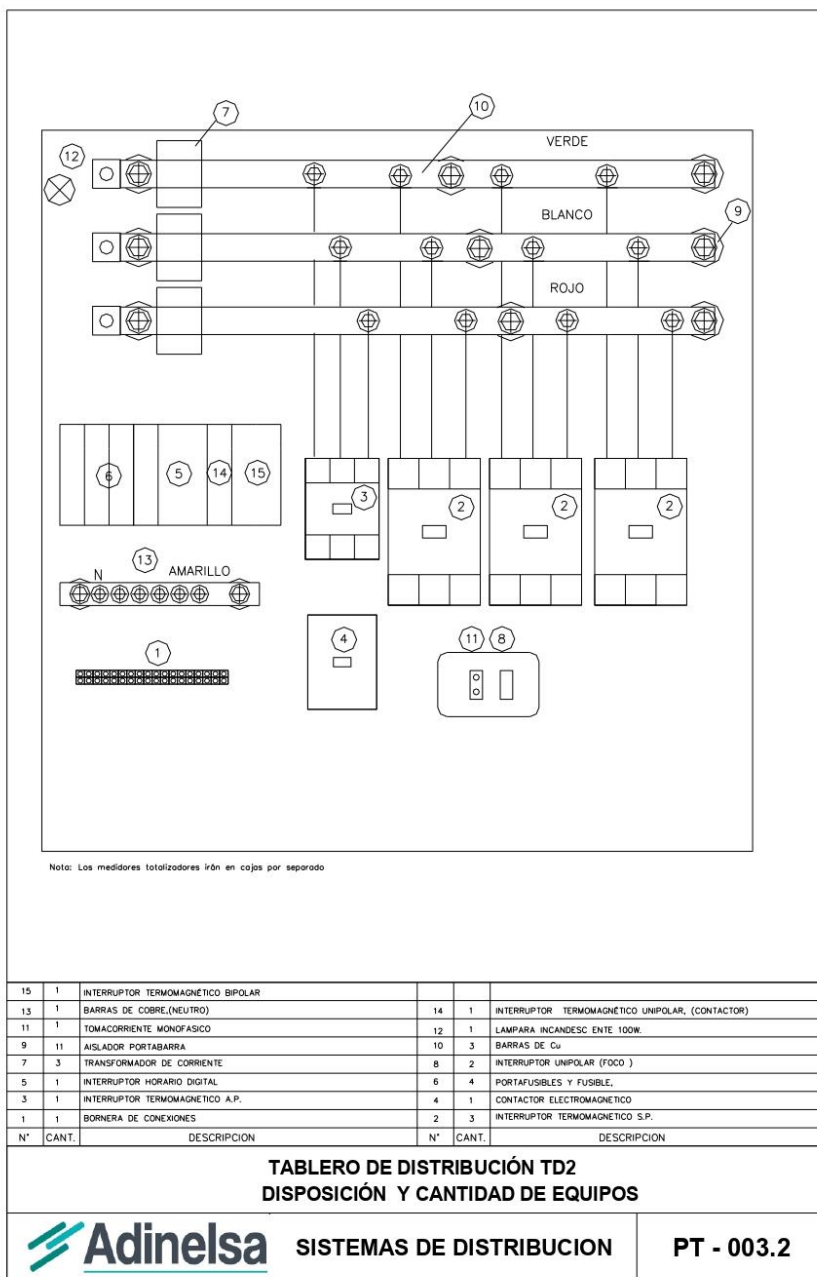 7
10
VERDE
12
BLANCO
9
ROJO
6
5
14
15
3
2
2
2
13
N
AMARILLO
1
4
11
8
Nota: Los medidores totalizadores irán en cajas por separado
15 1 INTERRUPTOR TERMOMAGNÉTICO BIPOLAR
13 1 BARRAS DE COBRE,(NEUTRO) 14 1 INTERRUPTOR TERMOMAGNÉTICO UNIPOLAR, (CONTACTOR)
11 1 TOMACORRIENTE MONOFASICO 12 1 LAMPARA INCANDESC ENTE 100W.
9 11 AISLADOR PORTABARRA 10 3 BARRAS DE Cu
7 3 TRANSFORMADOR DE CORRIENTE 8 2 INTERRUPTOR UNIPOLAR (FOCO )
5 1 INTERRUPTOR HORARIO DIGITAL 6 4 PORTAFUSIBLES Y FUSIBLE,
3 1 INTERRUPTOR TERMOMAGNETICO A.P. 4 1 CONTACTOR ELECTROMAGNETICO
1 1 BORNERA DE CONEXIONES 2 3 INTERRUPTOR TERMOMAGNETICO S.P.
N° CANT. DESCRIPCION N° CANT. DESCRIPCION
TABLERO DE DISTRIBUCIÓN TD2
DISPOSICIÓN Y CANTIDAD DE EQUIPOS
Adinelsa SISTEMAS DE DISTRIBUCION PT - 003.2